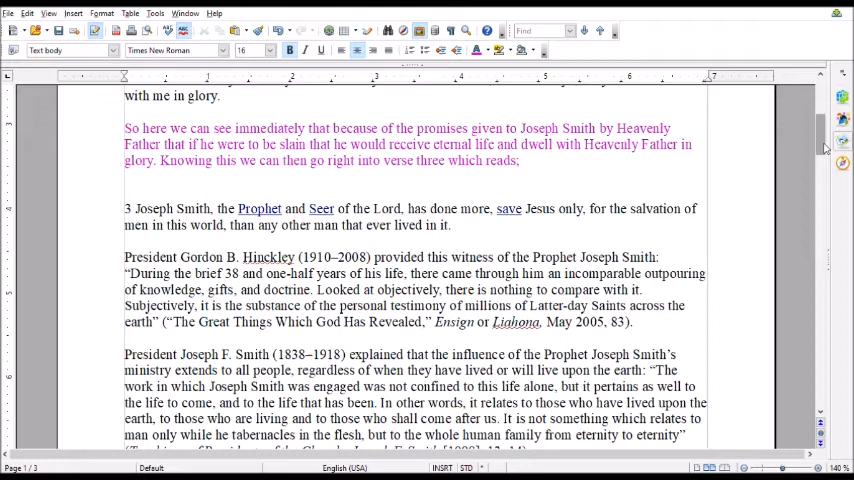 File Edit View Insert Format Table Tools Window Help
Find
Text body Times New Roman 16
1 2 3 4 5 6 7
with me in glory.
So here we can see immediately that because of the promises given to Joseph Smith by Heavenly
Father that if he were to be slain that he would receive eternal life and dwell with Heavenly Father in
glory. Knowing this we can then go right into verse three which reads;
3 Joseph Smith, the Prophet and Seer of the Lord, has done more, save Jesus only, for the salvation of
men in this world, than any other man that ever lived in it.
President Gordon B. Hinckley (1910–2008) provided this witness of the Prophet Joseph Smith:
“During the brief 38 and one-half years of his life, there came through him an incomparable outpouring
of knowledge, gifts, and doctrine. Looked at objectively, there is nothing to compare with it.
Subjectively, it is the substance of the personal testimony of millions of Latter-day Saints across the
earth” (“The Great Things Which God Has Revealed,” Ensign or Liahona, May 2005, 83).
President Joseph F. Smith (1838–1918) explained that the influence of the Prophet Joseph Smith’s
ministry extends to all people, regardless of when they have lived or will live upon the earth: “The
work in which Joseph Smith was engaged was not confined to this life alone, but it pertains as well to
the life to come, and to the life that has been. In other words, it relates to those who have lived upon the
earth, to those who are living and to those who shall come after us. It is not something which relates to
man only while he tabernacles in the flesh, but to the whole human family from eternity to eternity”
Page 1 / 3 Default English (USA) INSRT STD * 140 %